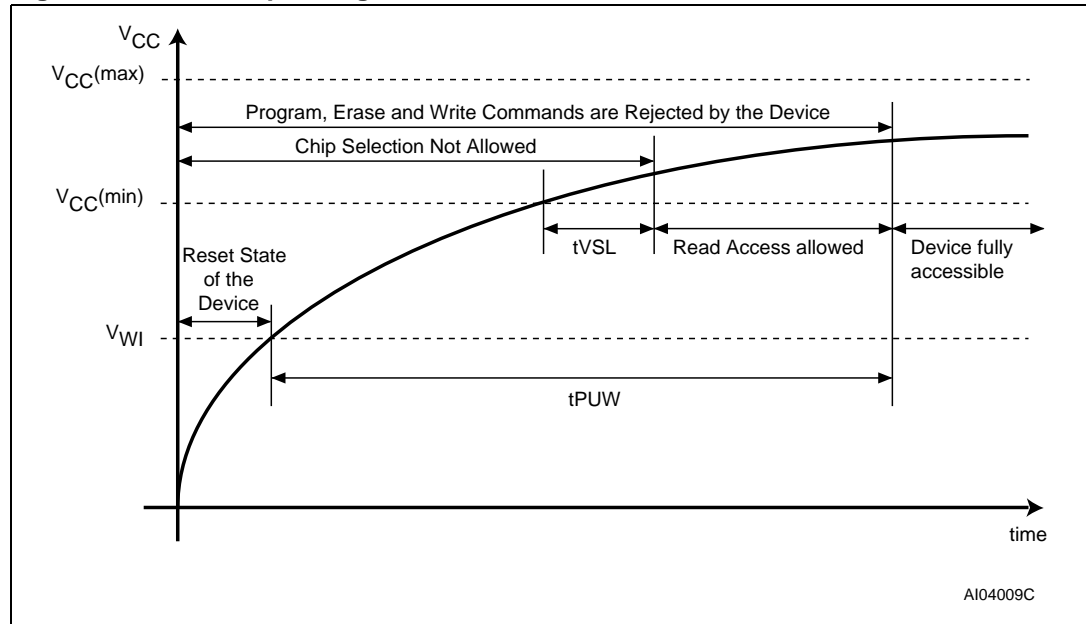 VCC
VCC(max)
Program, Erase and Write Commands are Rejected by the Device
Chip Selection Not Allowed
VCC(min)
tVSL
Read Access allowed
Device fully
accessible
Reset State
of the
Device
VWI
tPUW
time
AI04009C